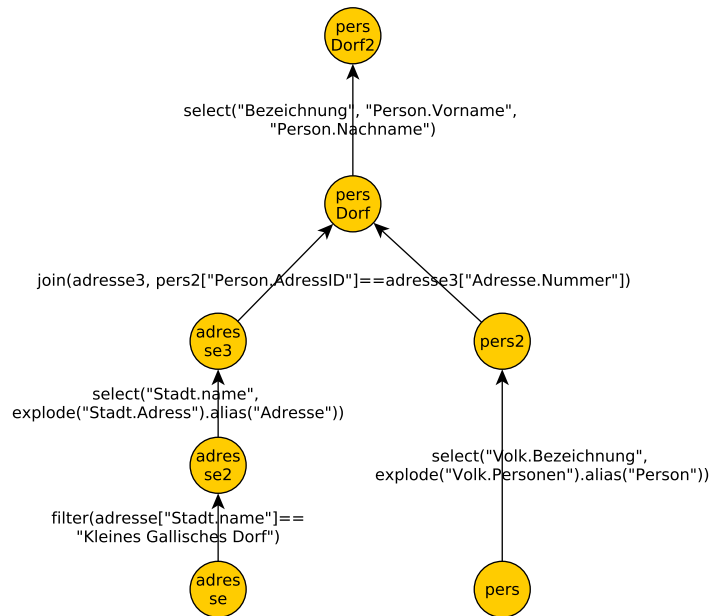 pers
Dorf2
select("Bezeichnung", "Person.Vorname",
"Person.Nachname")
pers
Dorf
join(adresse3, pers2["Person.AdressID"]==adresse3["Adresse.Nummer"])
adres
se3
pers2
select("Stadt.name",
explode("Stadt.Adress").alias("Adresse"))
adres
se2
select("Volk.Bezeichnung",
explode("Volk.Personen").alias("Person"))
filter(adresse["Stadt.name"]==
"Kleines Gallisches Dorf")
adres
se
pers